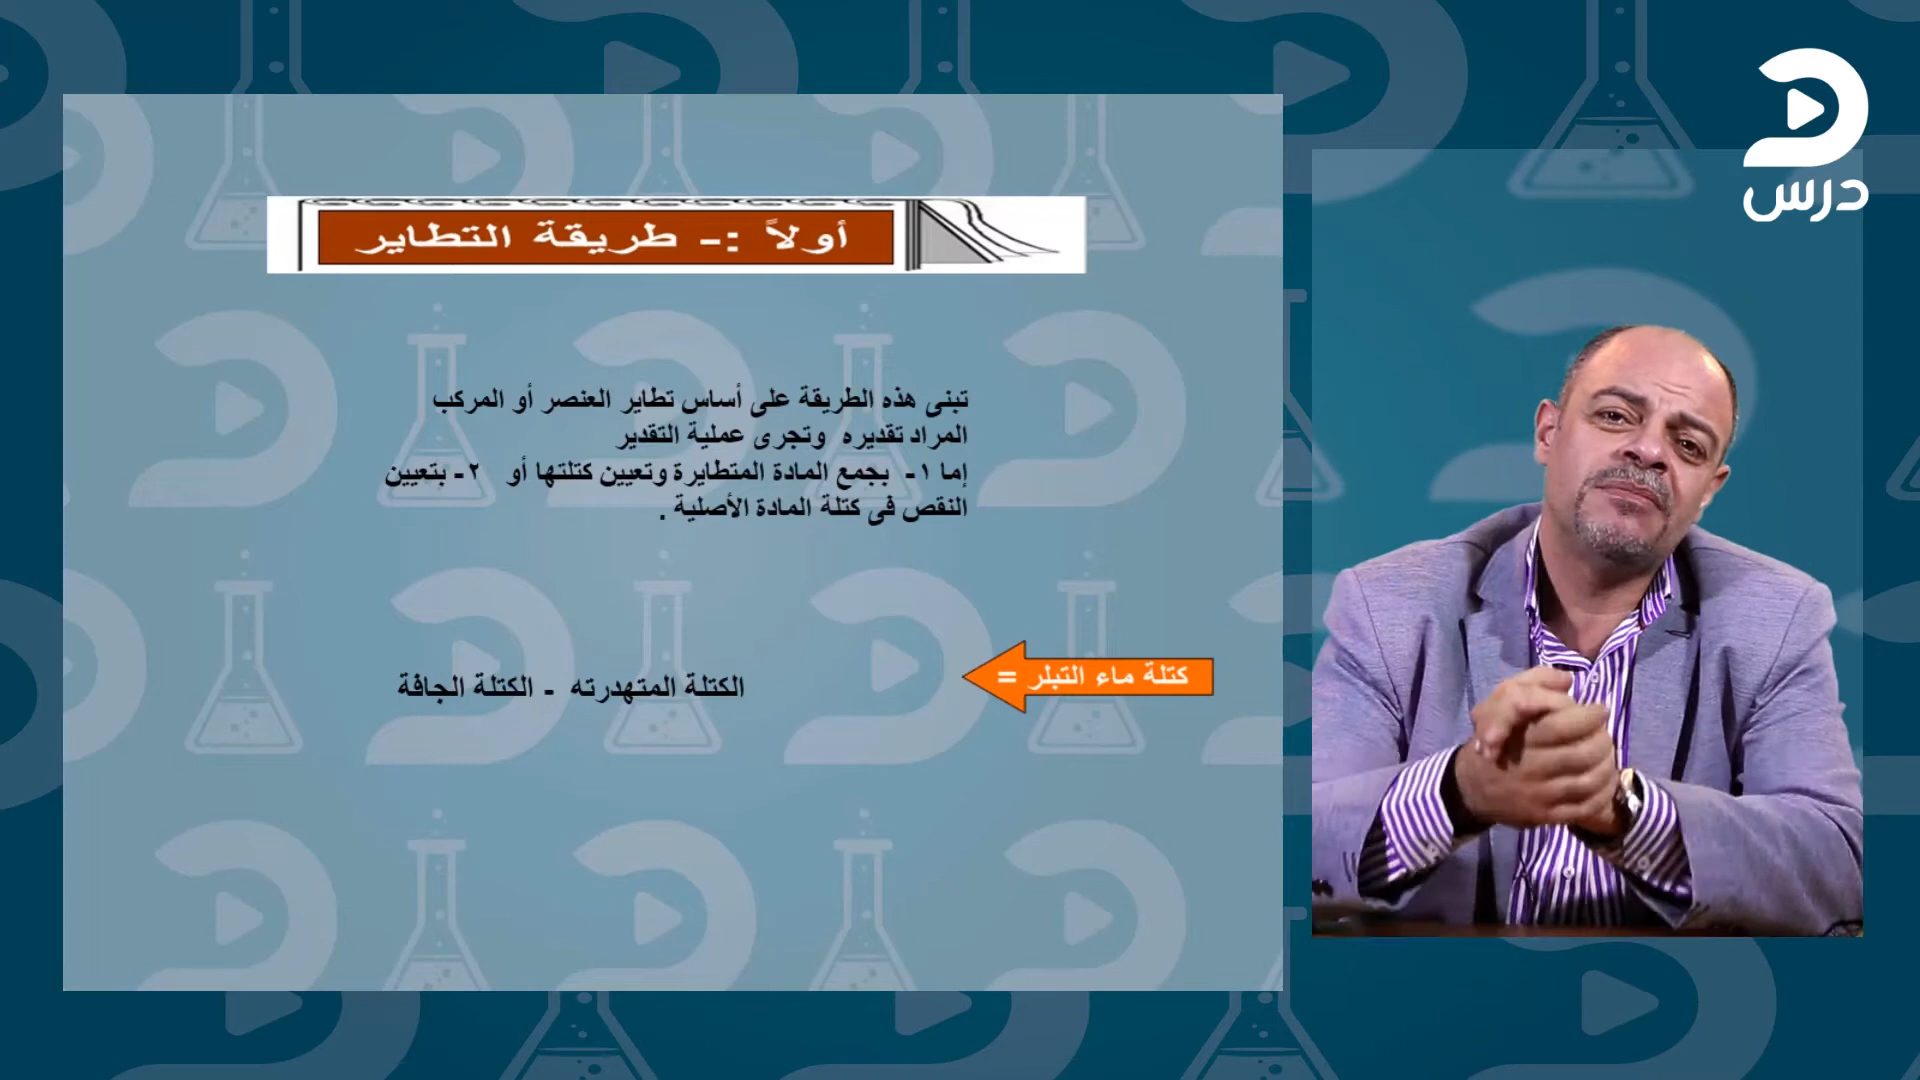 درس
أولاً :- طريقة التطاير
تبنى هذه الطريقة على أساس تطاير العنصر أو المركب
المراد تقديره وتجرى عملية التقدير
إما ١- بجمع المادة المتطايرة وتعيين كتلتها أو ٢- بتعيين
النقص فى كتلة المادة الأصلية .
كتلة ماء التبلر =
الكتلة المتهدرته - الكتلة الجافة